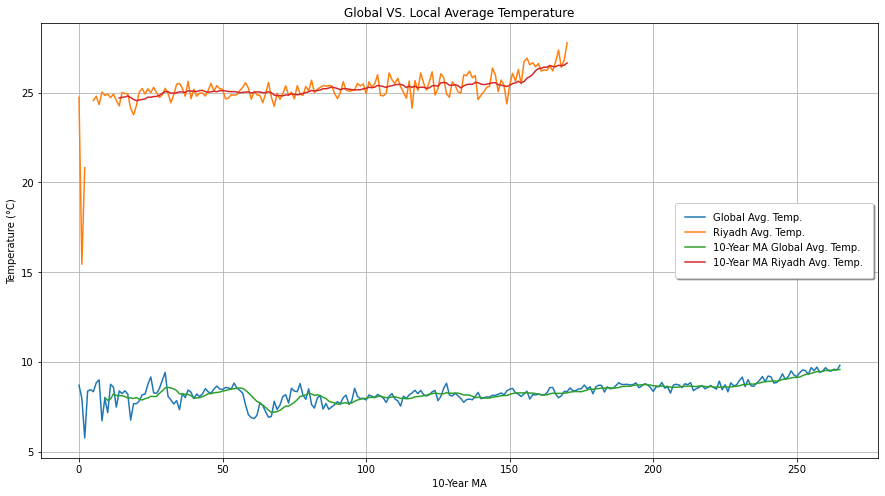 Global VS. Local Average Temperature
Temperature (°C)
25
20
15
10
5
Global Avg. Temp.
Riyadh Avg. Temp.
10-Year MA Global Avg. Temp.
10-Year MA Riyadh Avg. Temp.
0 50 100 150 200 250
10-Year MA